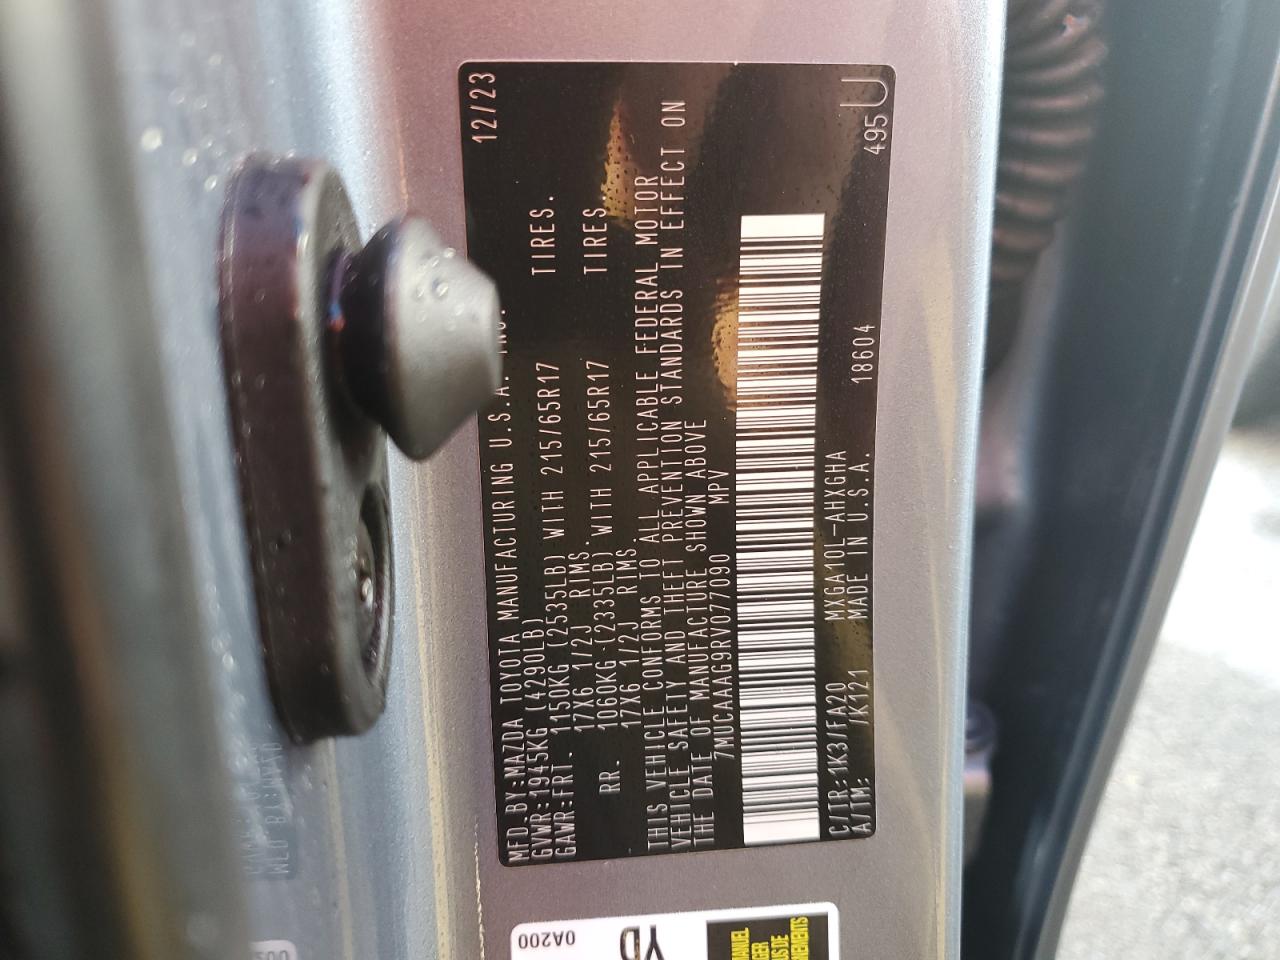 12/23
MFD.BY:MAZDA TOYOTA MANUFACTURING U.S.A. INC.
GVWR:1945KG (4290LB)
GAWR:FRT. 1150KG (2535LB) WITH 215/65R17 TIRES.
17X6 1/2J RIMS.
RR. 1060KG (2335LB) WITH 215/65R17 TIRES
17X6 1/2J RIMS
THIS VEHICLE CONFORMS TO ALL APPLICABLE FEDERAL MOTOR
VEHICLE SAFETY AND THEFT PREVENTION STANDARDS IN EFFECT ON
THE DATE OF MANUFACTURE SHOWN ABOVE
7MUCAAAG9RV077090 MPV
C/TR:1K3/FA20 MXGA10L-AHXGHA 18604 495U
A/TM: /K121 MADE IN U.S.A.
0A200
YD